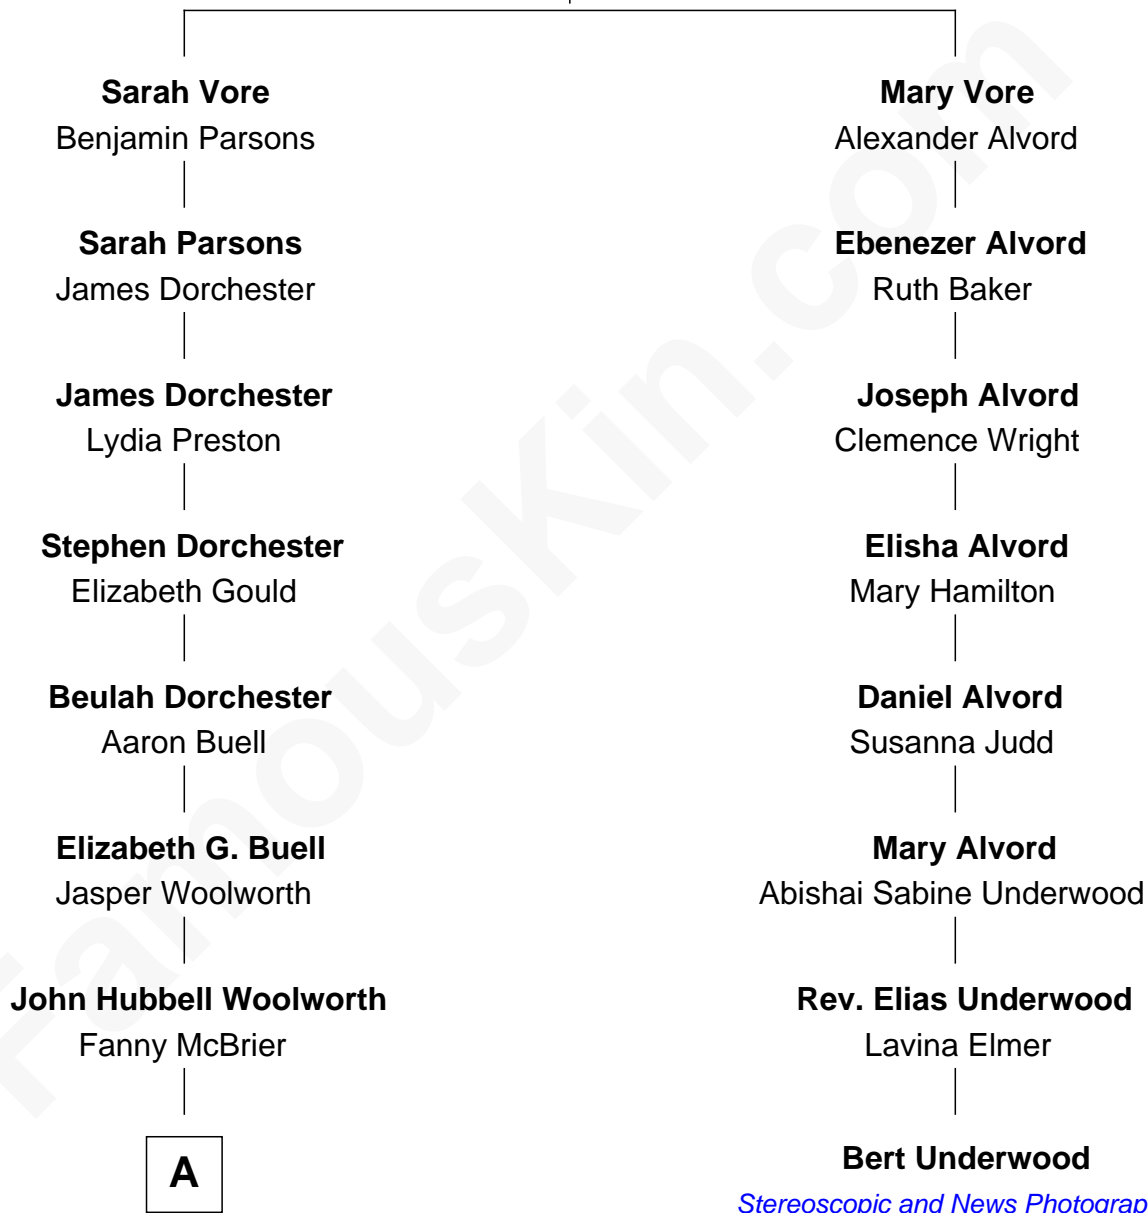 Sarah Vore
Benjamin Parsons
Sarah Parsons
James Dorchester
James Dorchester
Lydia Preston
Stephen Dorchester
Elizabeth Gould
Beulah Dorchester
Aaron Buell
Elizabeth G. Buell
Jasper Woolworth
John Hubbell Woolworth
Fanny McBrier
A
Mary Vore
Alexander Alvord
Ebenezer Alvord
Ruth Baker
Joseph Alvord
Clemence Wright
Elisha Alvord
Mary Hamilton
Daniel Alvord
Susanna Judd
Mary Alvord
Abishai Sabine Underwood
Rev. Elias Underwood
Lavina Elmer
Bert Underwood
Stereoscopic and News Photograp
FamousKin.com